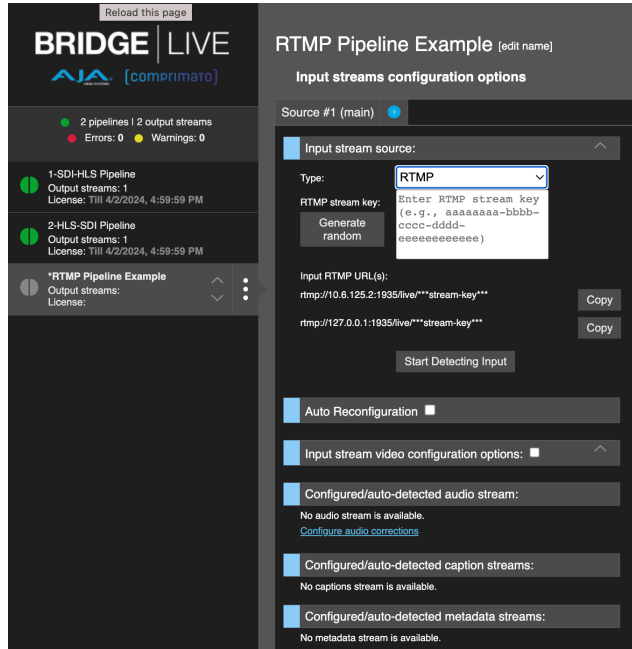 Reload this page
BRIDGE LIVE
AJA VIDEO SYSTEMS [comprimato]
2 pipelines | 2 output streams
Errors: 0 Warnings: 0
1-SDI-HLS Pipeline
Output streams: 1
License: Till 4/2/2024, 4:59:59 PM
2-HLS-SDI Pipeline
Output streams: 1
License: Till 4/2/2024, 4:59:59 PM
*RTMP Pipeline Example
Output streams:
License:
RTMP Pipeline Example [edit name]
Input streams configuration options
Source #1 (main)
Input stream source:
Type: RTMP
RTMP stream key:
Generate
random
Enter RTMP stream key
(e.g., aaaaaaaa-bbbb-
cccc-dddd-
eeeeeeeeeeee)
Input RTMP URL(s):
rtmp://10.6.125.2:1935/live/***stream-key***
Copy
rtmp://127.0.0.1:1935/live/***stream-key***
Copy
Start Detecting Input
Auto Reconfiguration
Input stream video configuration options:
Configured/auto-detected audio stream:
No audio stream is available.
Configure audio corrections
Configured/auto-detected caption streams:
No captions stream is available.
Configured/auto-detected metadata streams:
No metadata stream is available.